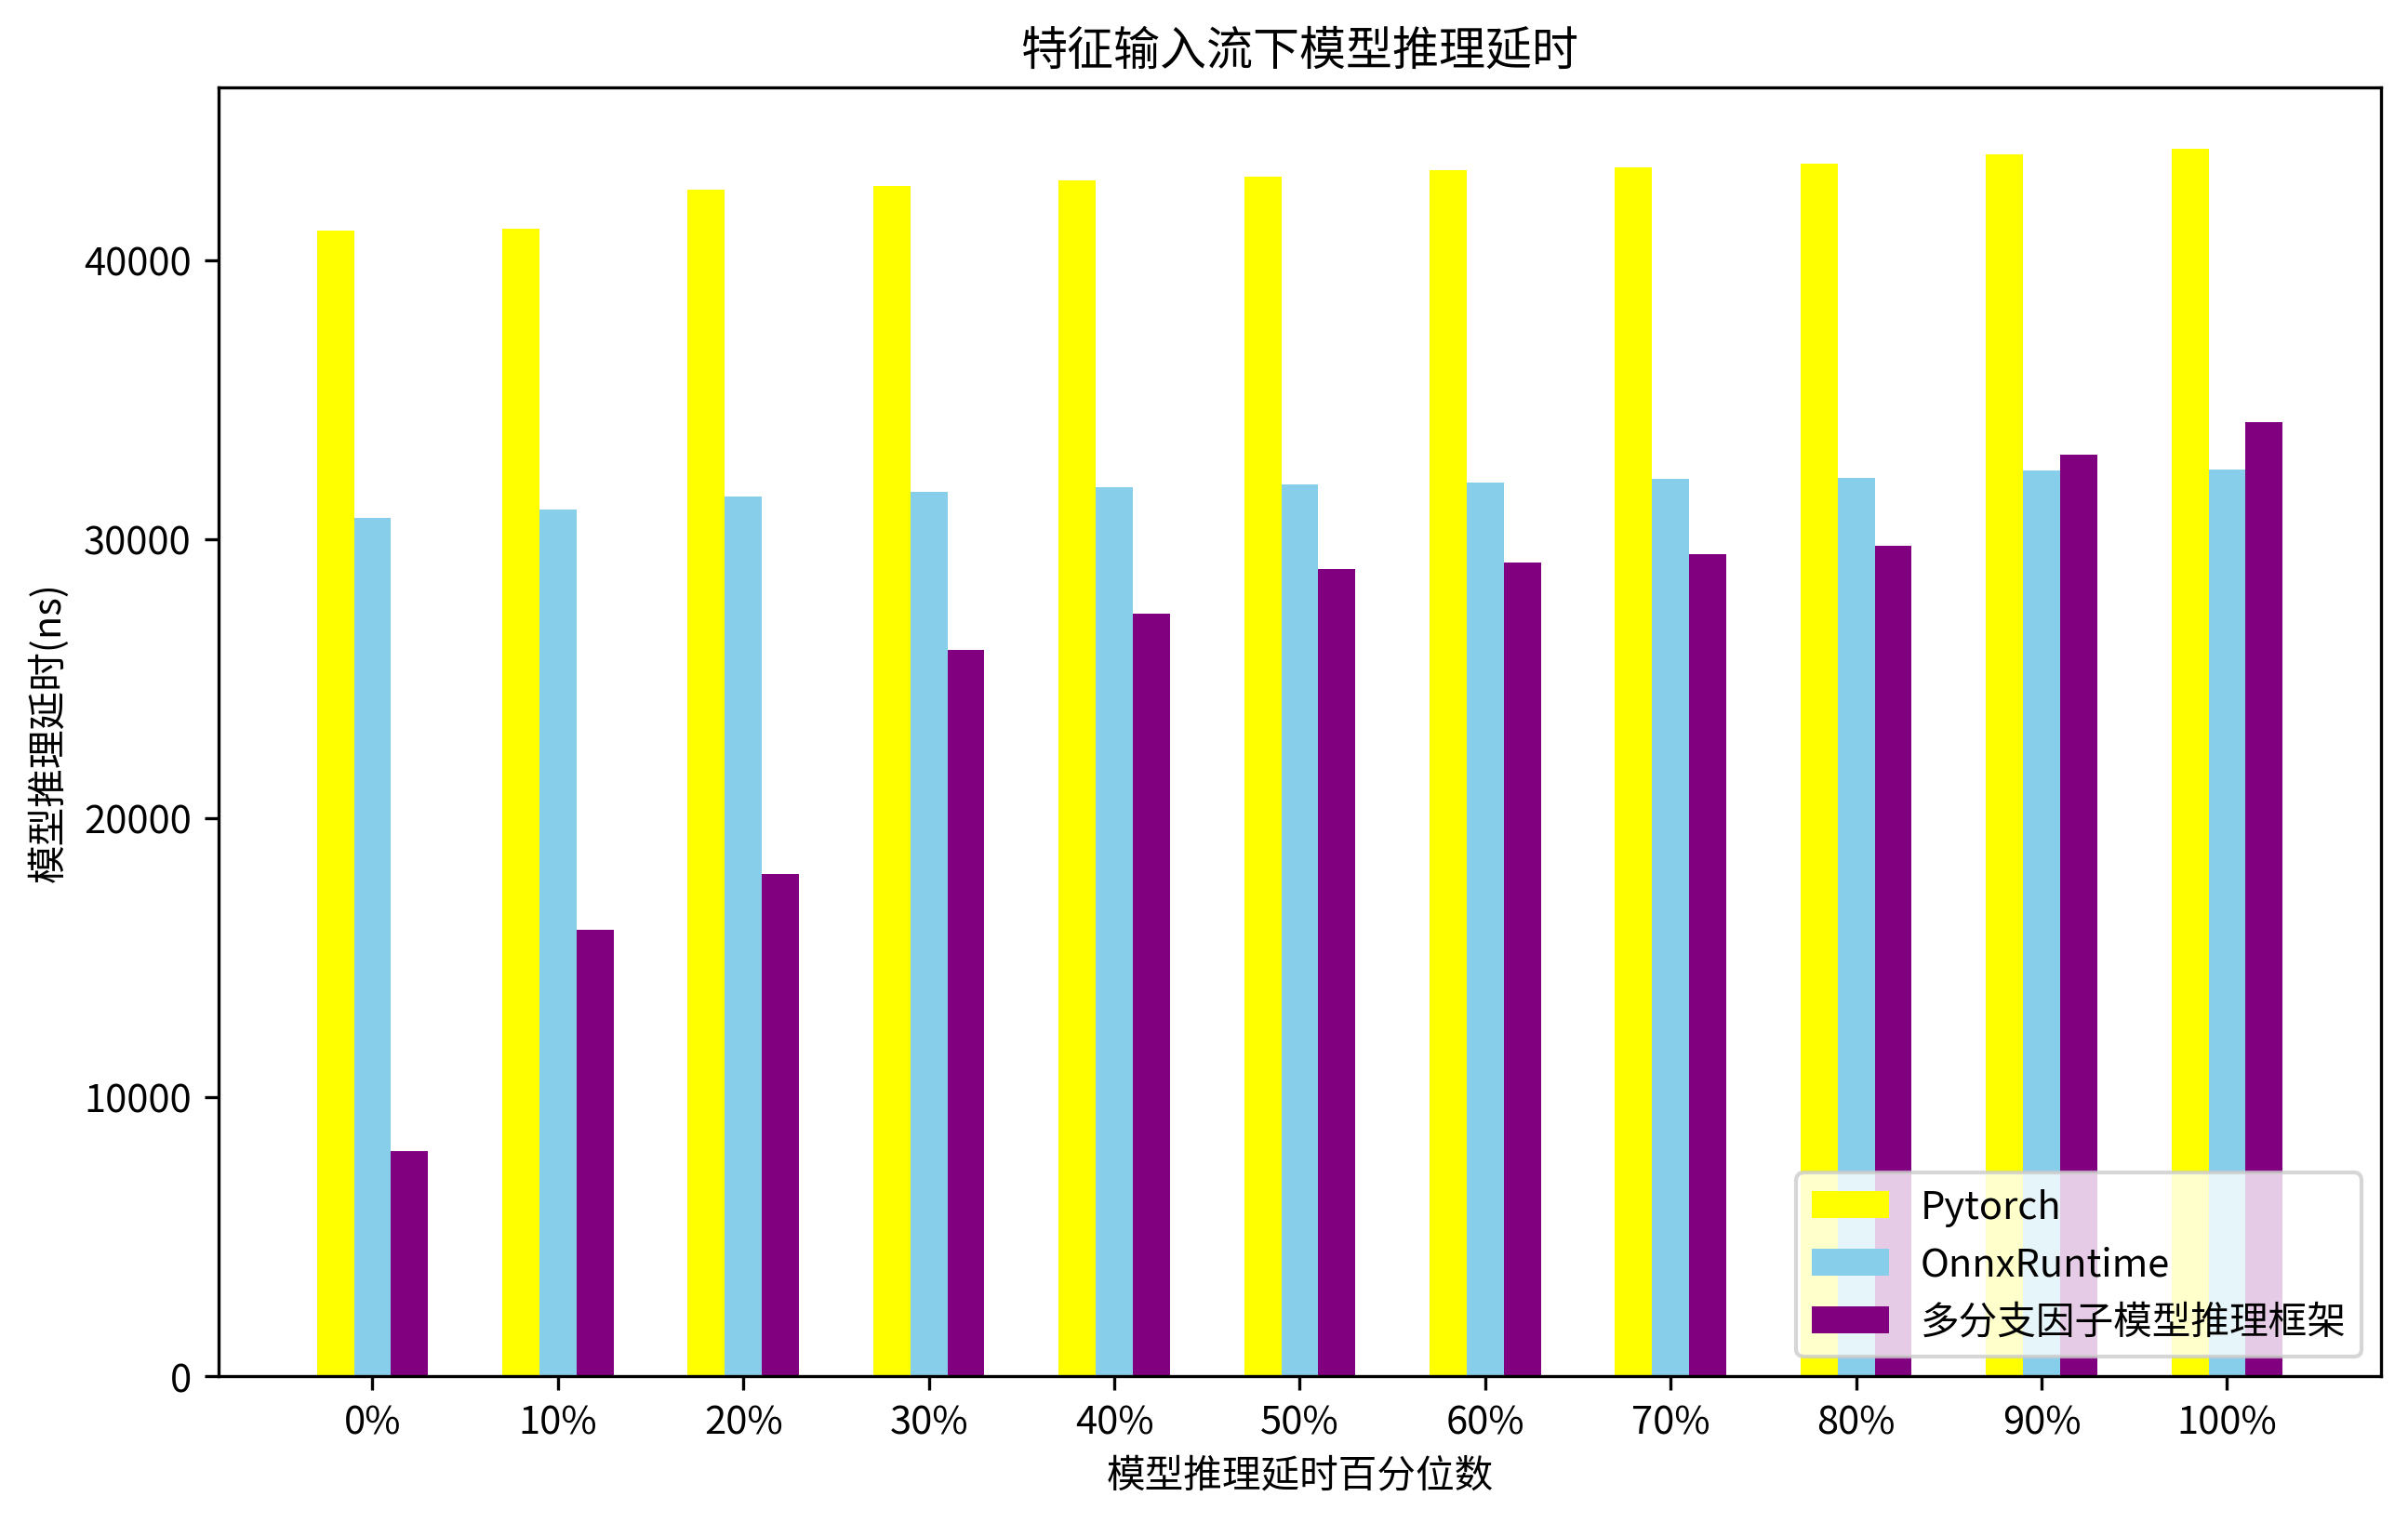 特征输入流下模型推理延时
模型推理延时(ns)
40000
30000
20000
10000
0
Pytorch
OnnxRuntime
多分支因子模型推理框架
0% 10% 20% 30% 40% 50% 60% 70% 80% 90% 100%
模型推理延时百分位数